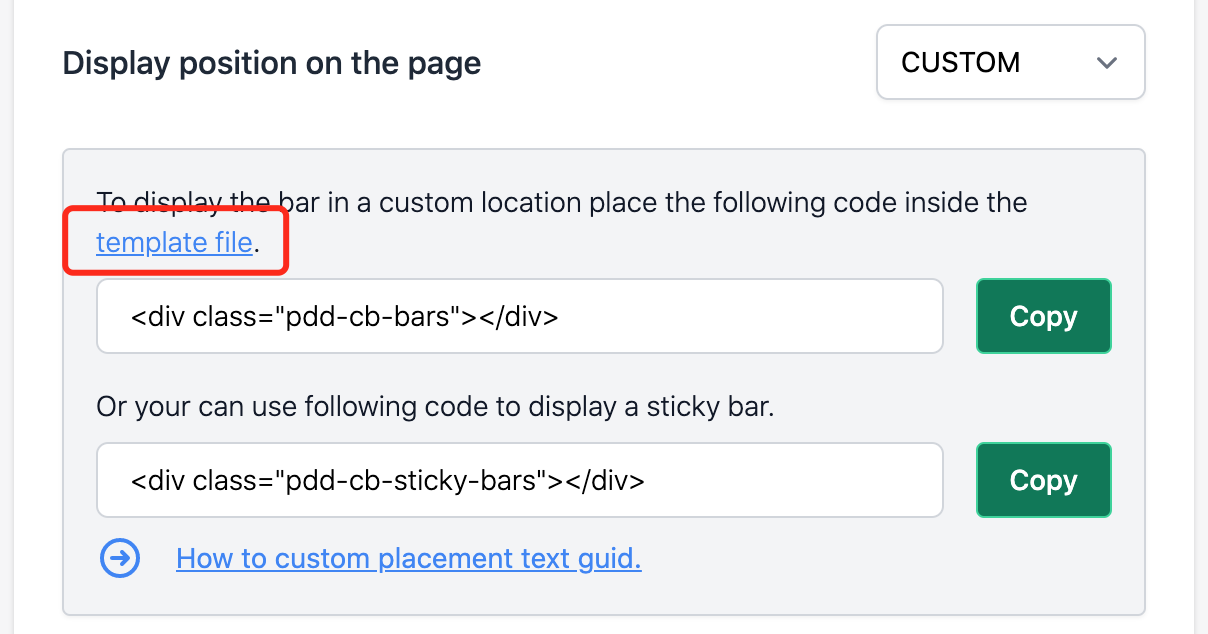 Display position on the page
CUSTOM
To display the bar in a custom location place the following code inside the
template file.
<div class="pdd-cb-bars"></div>
Copy
Or your can use following code to display a sticky bar.
<div class="pdd-cb-sticky-bars"></div>
Copy
How to custom placement text guid.